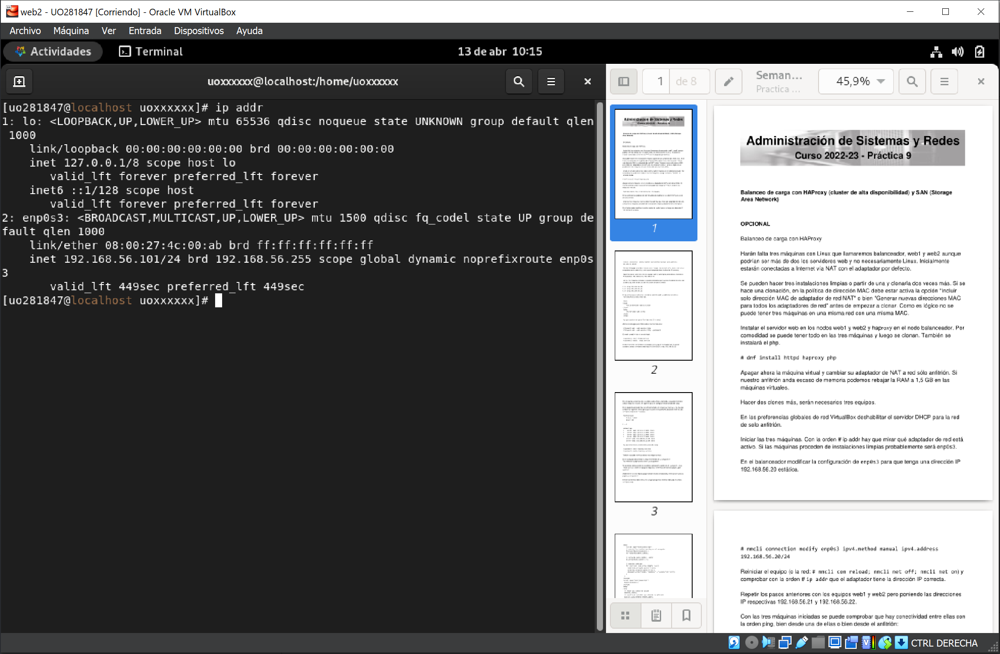 web2 - UO281847 [Corriendo] - Oracle VM VirtualBox
Archivo Máquina Ver Entrada Dispositivos Ayuda
Actividades Terminal 13 de abr 10:15
uoxxxxxx@localhost:/home/uoxxxxxx
[uo281847@localhost uoxxxxxx]# ip addr
1: lo: <LOOPBACK,UP,LOWER_UP> mtu 65536 qdisc noqueue state UNKNOWN group default qlen
1000
link/loopback 00:00:00:00:00:00 brd 00:00:00:00:00:00
inet 127.0.0.1/8 scope host lo
valid_lft forever preferred_lft forever
inet6 ::1/128 scope host
valid_lft forever preferred_lft forever
2: enp0s3: <BROADCAST,MULTICAST,UP,LOWER_UP> mtu 1500 qdisc fq_codel state UP group de
fault qlen 1000
link/ether 08:00:27:4c:00:ab brd ff:ff:ff:ff:ff:ff
inet 192.168.56.101/24 brd 192.168.56.255 scope global dynamic noprefixroute enp0s
3
valid_lft 449sec preferred_lft 449sec
[uo281847@localhost uoxxxxxx]#
1 de 8
Seman...
Practica ...
45,9%
1
2
3
Administración de Sistemas y Redes
Curso 2022-23 - Práctica 9
Balanceo de carga con HAProxy (cluster de alta disponibilidad) y SAN (Storage
Area Network)
OPCIONAL
Balanceo de carga con HAProxy
Harán falta tres máquinas con Linux que llamaremos balanceador, web1 y web2 aunque
podrían ser más de dos los servidores web y no necesariamente Linux. Inicialmente
estarán conectadas a Internet vía NAT con el adaptador por defecto.
Se pueden hacer tres instalaciones limpias o partir de una y clonarla dos veces más. Si se
hace una clonación, en la política de dirección MAC debe estar activa la opción "Incluir
solo dirección MAC de adaptador de red NAT" o bien "Generar nuevas direcciones MAC
para todos los adaptadores de red" antes de empezar a clonar. Como es lógico no se
puede tener tres máquinas en una misma red con una misma MAC.
Instalar el servidor web en los nodos web1 y web2 y haproxy en el nodo balanceador. Por
comodidad se puede tener todo en las tres máquinas y luego se clonan. También se
instalará el php.
# dnf install httpd haproxy php
Apagar ahora la máquina virtual y cambiar su adaptador de NAT a red sólo anfitrión. Si
nuestro anfitrión anda escaso de memoria podemos rebajar la RAM a 1,5 GB en las
máquinas virtuales.
Hacer dos clones más, serán necesarios tres equipos.
En las preferencias globales de red VirtualBox deshabilitar el servidor DHCP para la red
de solo anfitrión.
Iniciar las tres máquinas. Con la orden # ip addr hay que mirar qué adaptador de red está
activo. Si las máquinas proceden de instalaciones limpias probablemente será enp0s3.
En el balanceador modificar la configuración de enp0s3 para que tenga una dirección IP
192.168.56.20 estática.
# nmcli connection modify enp0s3 ipv4.method manual ipv4.address
192.168.56.20/24
Reiniciar el equipo (o la red: # nmcli con reload; nmcli net off; nmcli net on) y
comprobar con la orden # ip addr que el adaptador tiene la dirección IP correcta.
Repetir los pasos anteriores con los equipos web1 y web2 pero poniendo las direcciones
IP respectivas 192.168.56.21 y 192.168.56.22.
Con las tres máquinas iniciadas se puede comprobar que hay conectividad entre ellas con
la orden ping, bien desde una de ellas o bien desde el anfitrión:
CTRL DERECHA